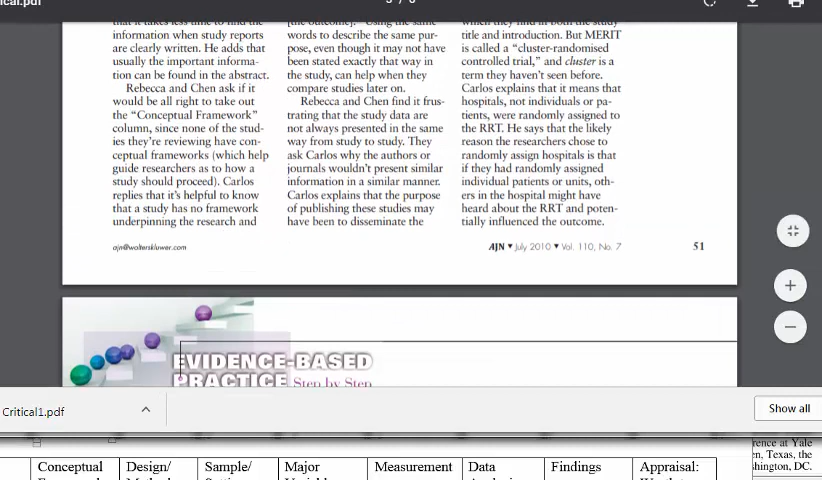 ical.pdf
that it takes less time to find the
information when study reports
are clearly written. He adds that
usually the important informa-
tion can be found in the abstract.
Rebecca and Chen ask if it
would be all right to take out
the “Conceptual Framework”
column, since none of the stud-
ies they’re reviewing have con-
ceptual frameworks (which help
guide researchers as to how a
study should proceed). Carlos
replies that it’s helpful to know
that a study has no framework
underpinning the research and
[the outcome].” Using the same
words to describe the same pur-
pose, even though it may not have
been stated exactly that way in
the study, can help when they
compare studies later on.
Rebecca and Chen find it frus-
trating that the study data are
not always presented in the same
way from study to study. They
ask Carlos why the authors or
journals wouldn’t present similar
information in a similar manner.
Carlos explains that the purpose
of publishing these studies may
have been to disseminate the
which they find in both the study
title and introduction. But MERIT
is called a “cluster-randomised
controlled trial,” and cluster is a
term they haven’t seen before.
Carlos explains that it means that
hospitals, not individuals or pa-
tients, were randomly assigned to
the RRT. He says that the likely
reason the researchers chose to
randomly assign hospitals is that
if they had randomly assigned
individual patients or units, oth-
ers in the hospital might have
heard about the RRT and poten-
tially influenced the outcome.
ajn@wolterskluwer.com
AJN ▼ July 2010 ▼ Vol. 110, No. 7
51
EVIDENCE-BASED
PRACTICE Step by Step
Critical1.pdf
Show all
rence at Yale
en, Texas, the
shington, DC.
Conceptual
Design/
Sample/
Major
Measurement
Data
Findings
Appraisal: